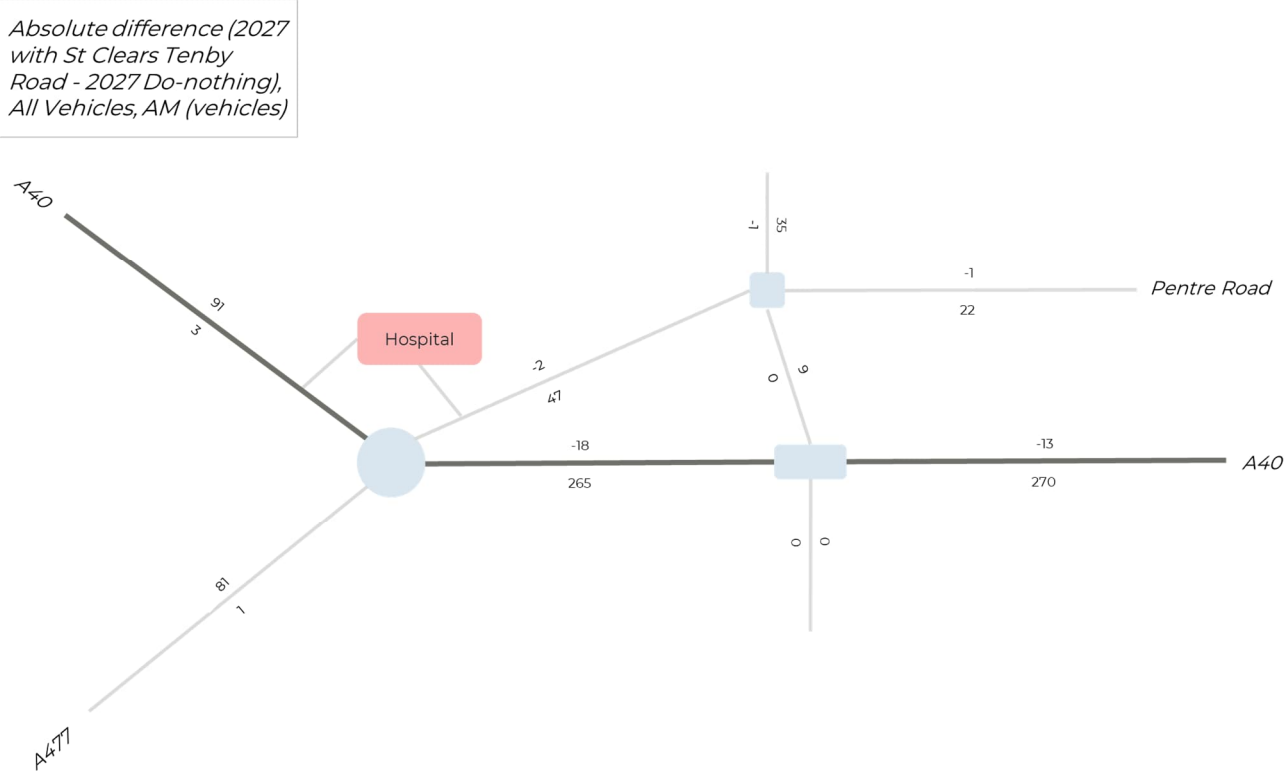 Absolute difference (2027
with St Clears Tenby
Road - 2027 Do-nothing),
All Vehicles, AM (vehicles)
A40
-1
35
-1
Pentre Road
22
91
3
Hospital
-2
47
0
9
-18
265
-13
270
A40
0
0
81
1
A477